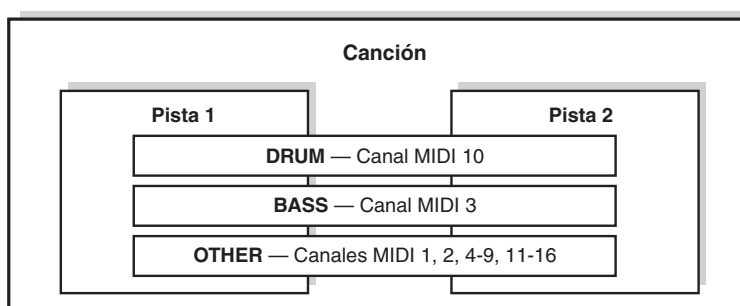 Canción
Pista 1
Pista 2
DRUM — Canal MIDI 10
BASS — Canal MIDI 3
OTHER — Canales MIDI 1, 2, 4-9, 11-16